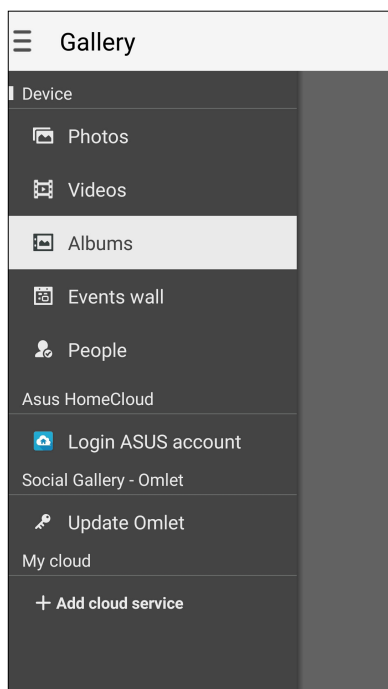 Gallery
Device
Photos
Videos
Albums
Events wall
People
Asus HomeCloud
Login ASUS account
Social Gallery - Omlet
Update Omlet
My cloud
+ Add cloud service